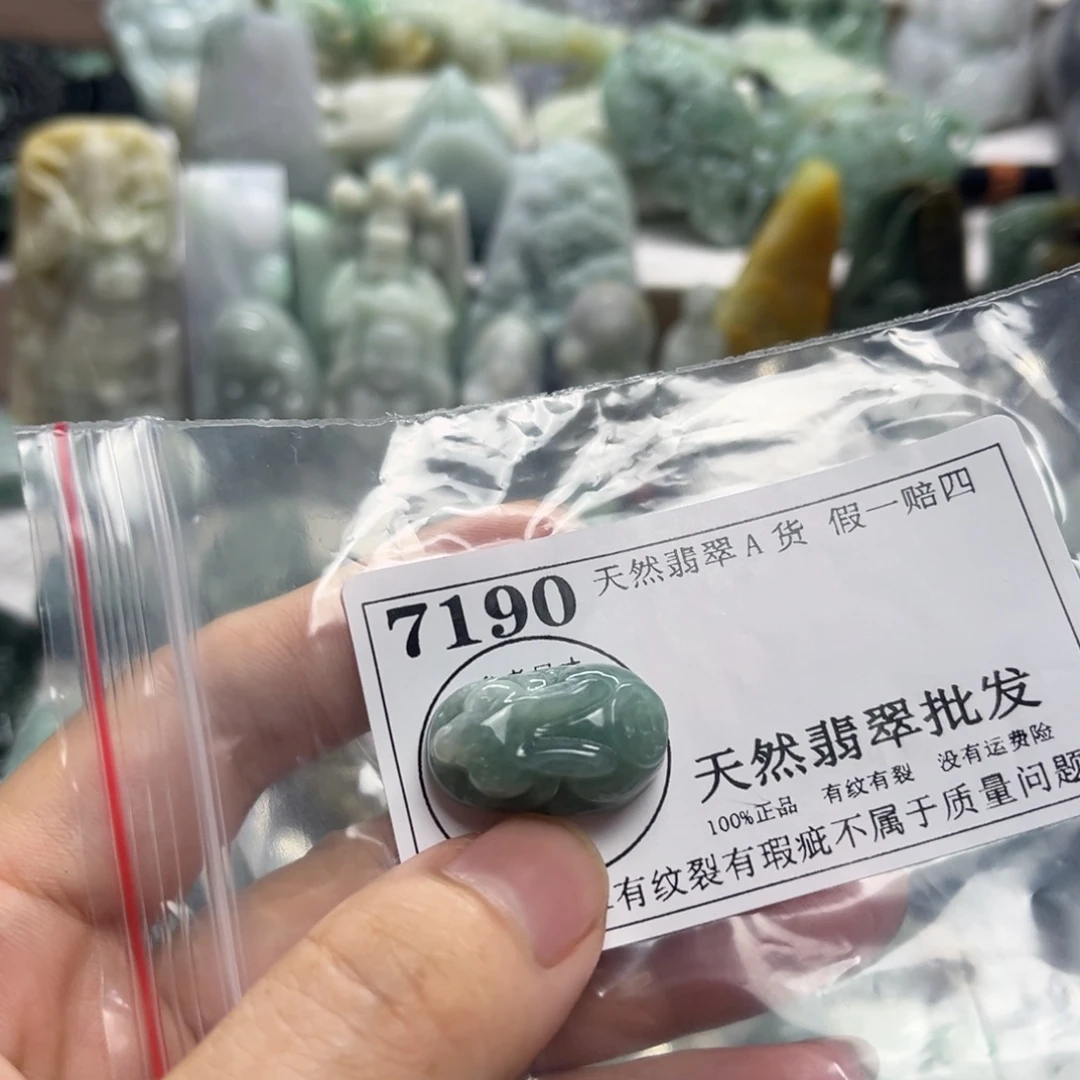 天然翡翠A货 假一赔四
7190
天然翡翠批发
100%正品 有纹有裂 没有运费险
有纹裂有瑕疵不属于质量问题